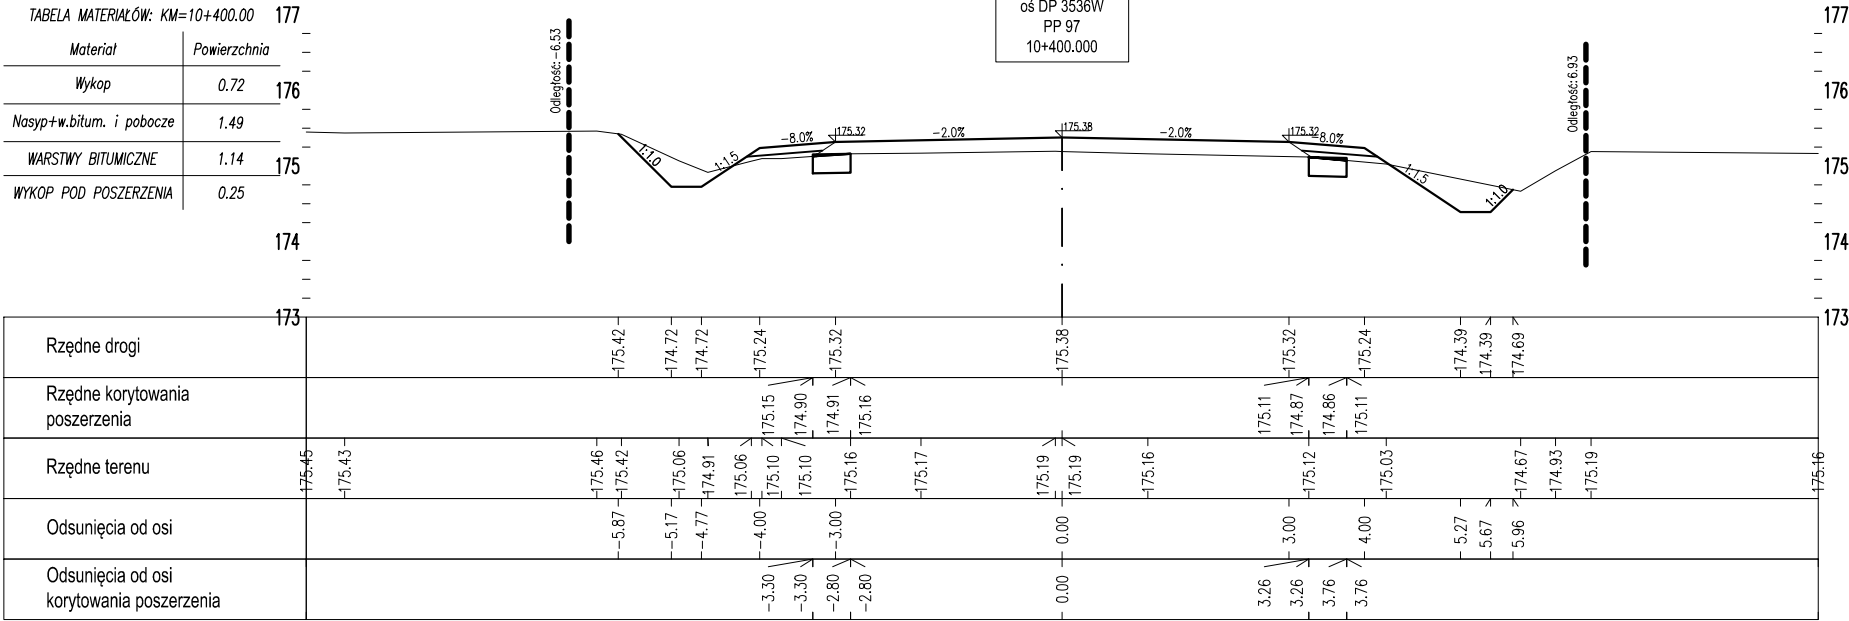 TABELA MATERIAŁÓW: KM=10+400.00
Materiał Powierzchnia
Wykop 0.72
Nasyp+w.bitum. i pobocze 1.49
WARSTWY BITUMICZNE 1.14
WYKOP POD POSZERZENIA 0.25
oś DP 3536W
PP 97
10+400.000
177 177
176 176
175 175
174 174
173 173
Odległość:-6.53
Odległość:6.93
1:1.0
1:1.5
-8.0%
175.32
-2.0%
175.38
-2.0%
175.32
-8.0%
1:1.5
1:1.0
Rzędne drogi
175.42 174.72 174.72 175.24 175.32 175.38 175.32 175.24 174.39 174.39 174.69
Rzędne korytowania
poszerzenia
175.15 174.90 174.91 175.16 175.11 174.87 174.86 175.11
Rzędne terenu
175.45 175.43 175.46 175.42 175.06 174.91 175.06 175.10 175.10 175.16 175.17 175.19 175.19 175.16 175.12 175.03 174.67 174.93 175.19 175.16
Odsunięcia od osi
-5.87 -5.17 -4.77 -4.00 -3.00 0.00 3.00 4.00 5.27 5.67 5.96
Odsunięcia od osi
korytowania poszerzenia
-3.30 -3.30 -2.80 -2.80 0.00 3.26 3.26 3.76 3.76